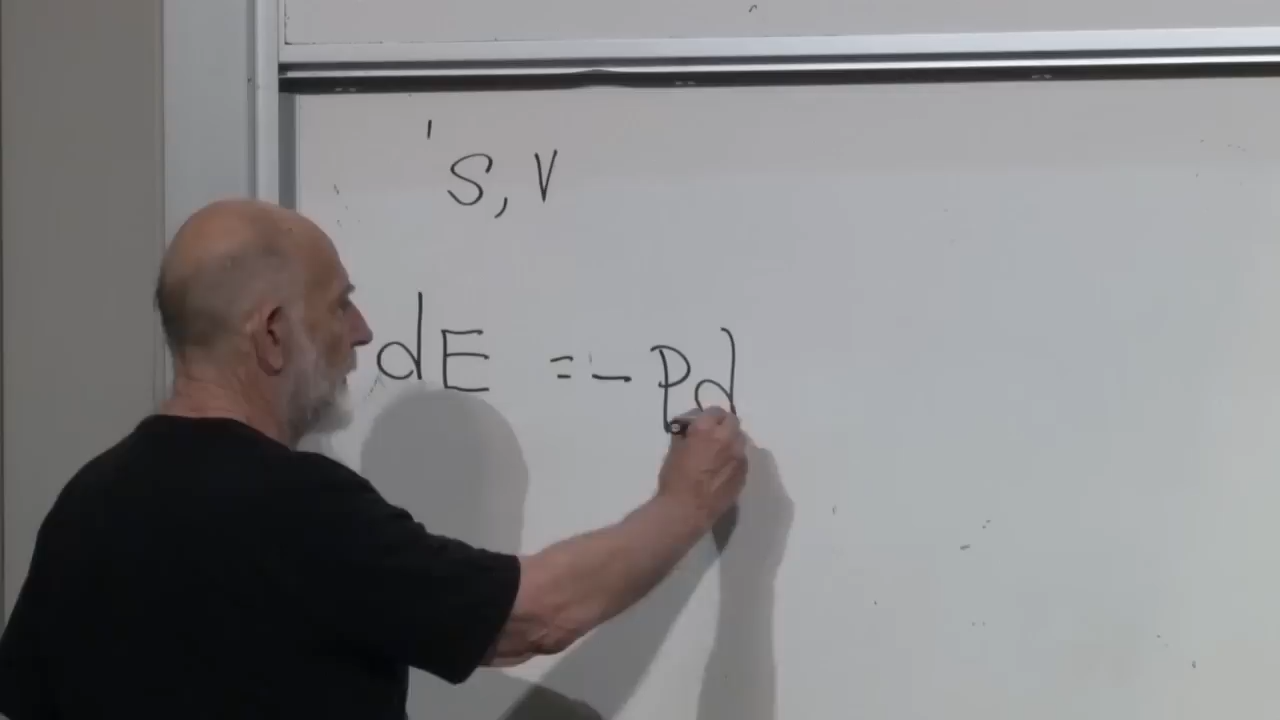 S, V
dE = - Pd